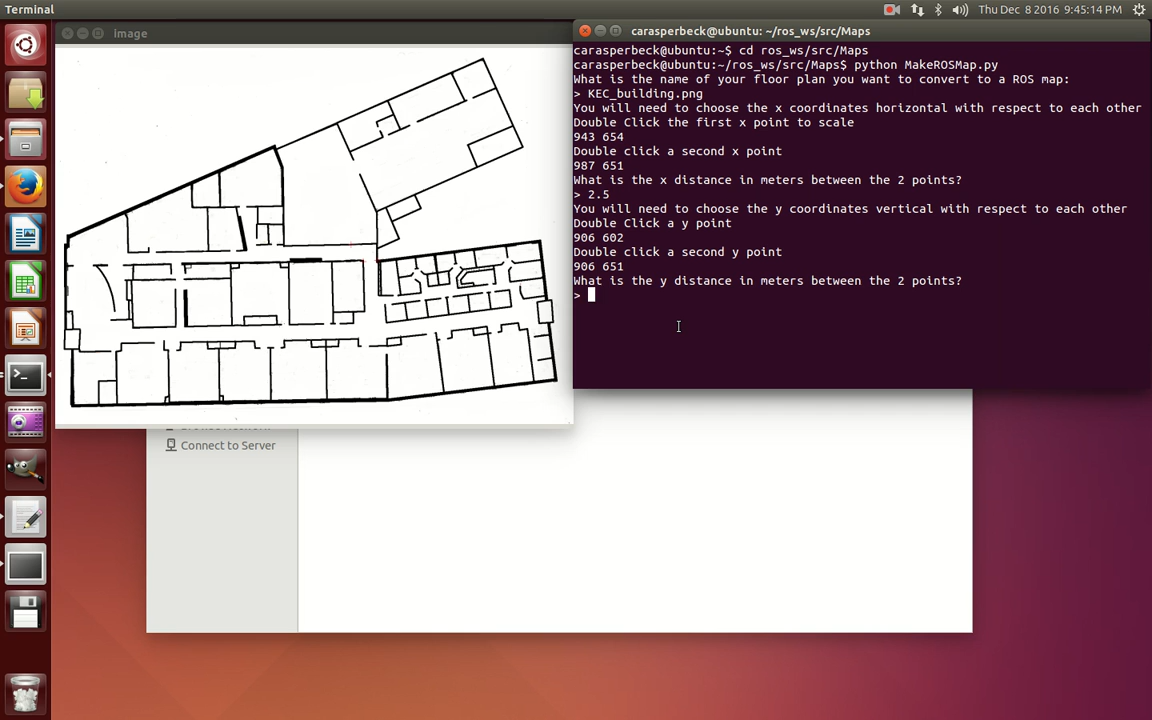 Terminal
Thu Dec 8 2016 9:45:14 PM
image
carasperbeck@ubuntu: ~/ros_ws/src/Maps
carasperbeck@ubuntu:~$ cd ros_ws/src/Maps
carasperbeck@ubuntu:~/ros_ws/src/Maps$ python MakeROSMap.py
What is the name of your floor plan you want to convert to a ROS map:
> KEC_building.png
You will need to choose the x coordinates horizontal with respect to each other
Double Click the first x point to scale
943 654
Double click a second x point
987 651
What is the x distance in meters between the 2 points?
> 2.5
You will need to choose the y coordinates vertical with respect to each other
Double Click a y point
906 602
Double click a second y point
906 651
What is the y distance in meters between the 2 points?
>
Connect to Server